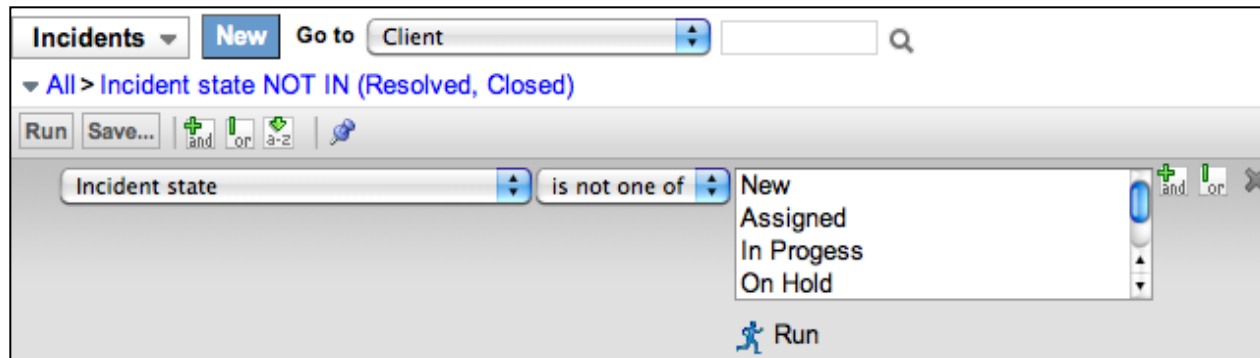 Incidents New Go to Client
All > Incident state NOT IN (Resolved, Closed)
Run Save... and or a-z
Incident state is not one of New and or
Assigned
In Progess
On Hold
Run